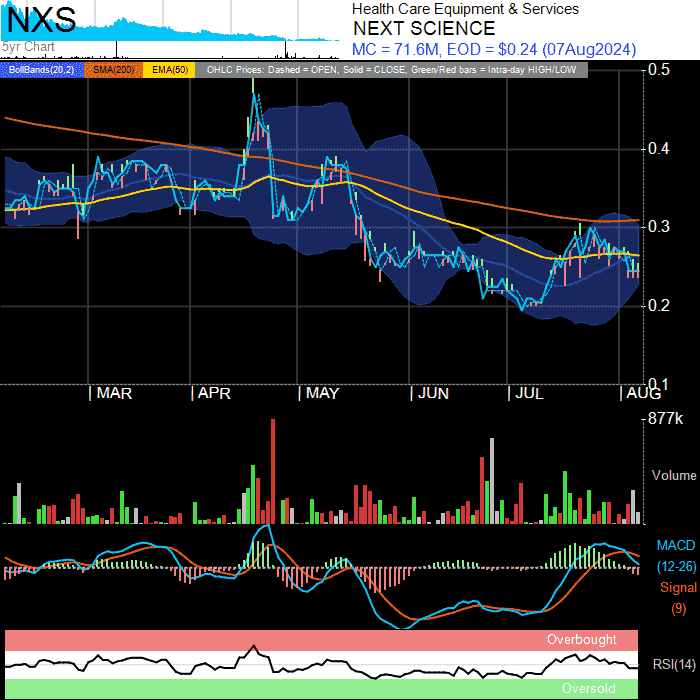 NXS
5yr Chart
Health Care Equipment & Services
NEXT SCIENCE
MC = 71.6M, EOD = $0.24 (07Aug2024)
BollBands(20,2) SMA(200) EMA(50) OHLC Prices: Dashed = OPEN, Solid = CLOSE, Green/Red bars = Intra-day HIGH/LOW
0.5
0.4
0.3
0.2
0.1
MAR APR MAY JUN JUL AUG
877k
Volume
MACD
(12-26)
Signal
(9)
Overbought
RSI(14)
Oversold